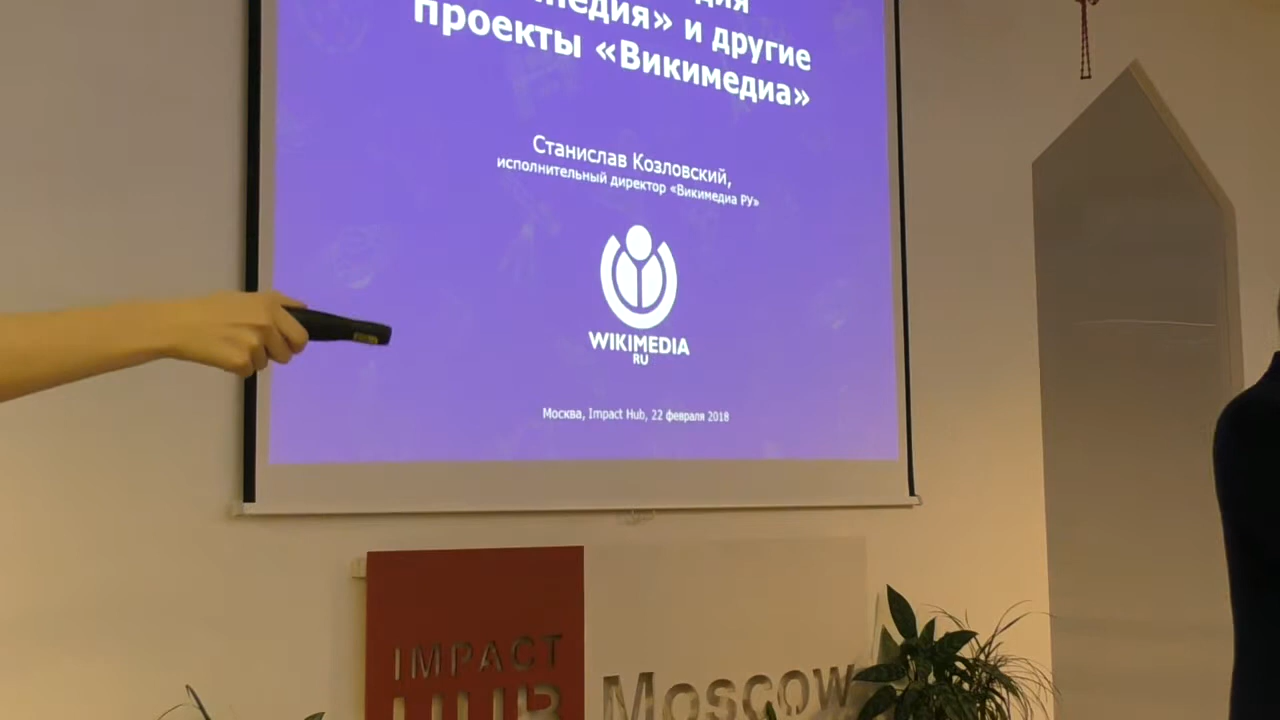 и другие
проекты «Викимедиа»
Станислав Козловский,
исполнительный директор «Викимедиа РУ»
WIKIMEDIA
RU
Москва, Impact Hub, 22 февраля 2018
IMPACT
HUB Moscow